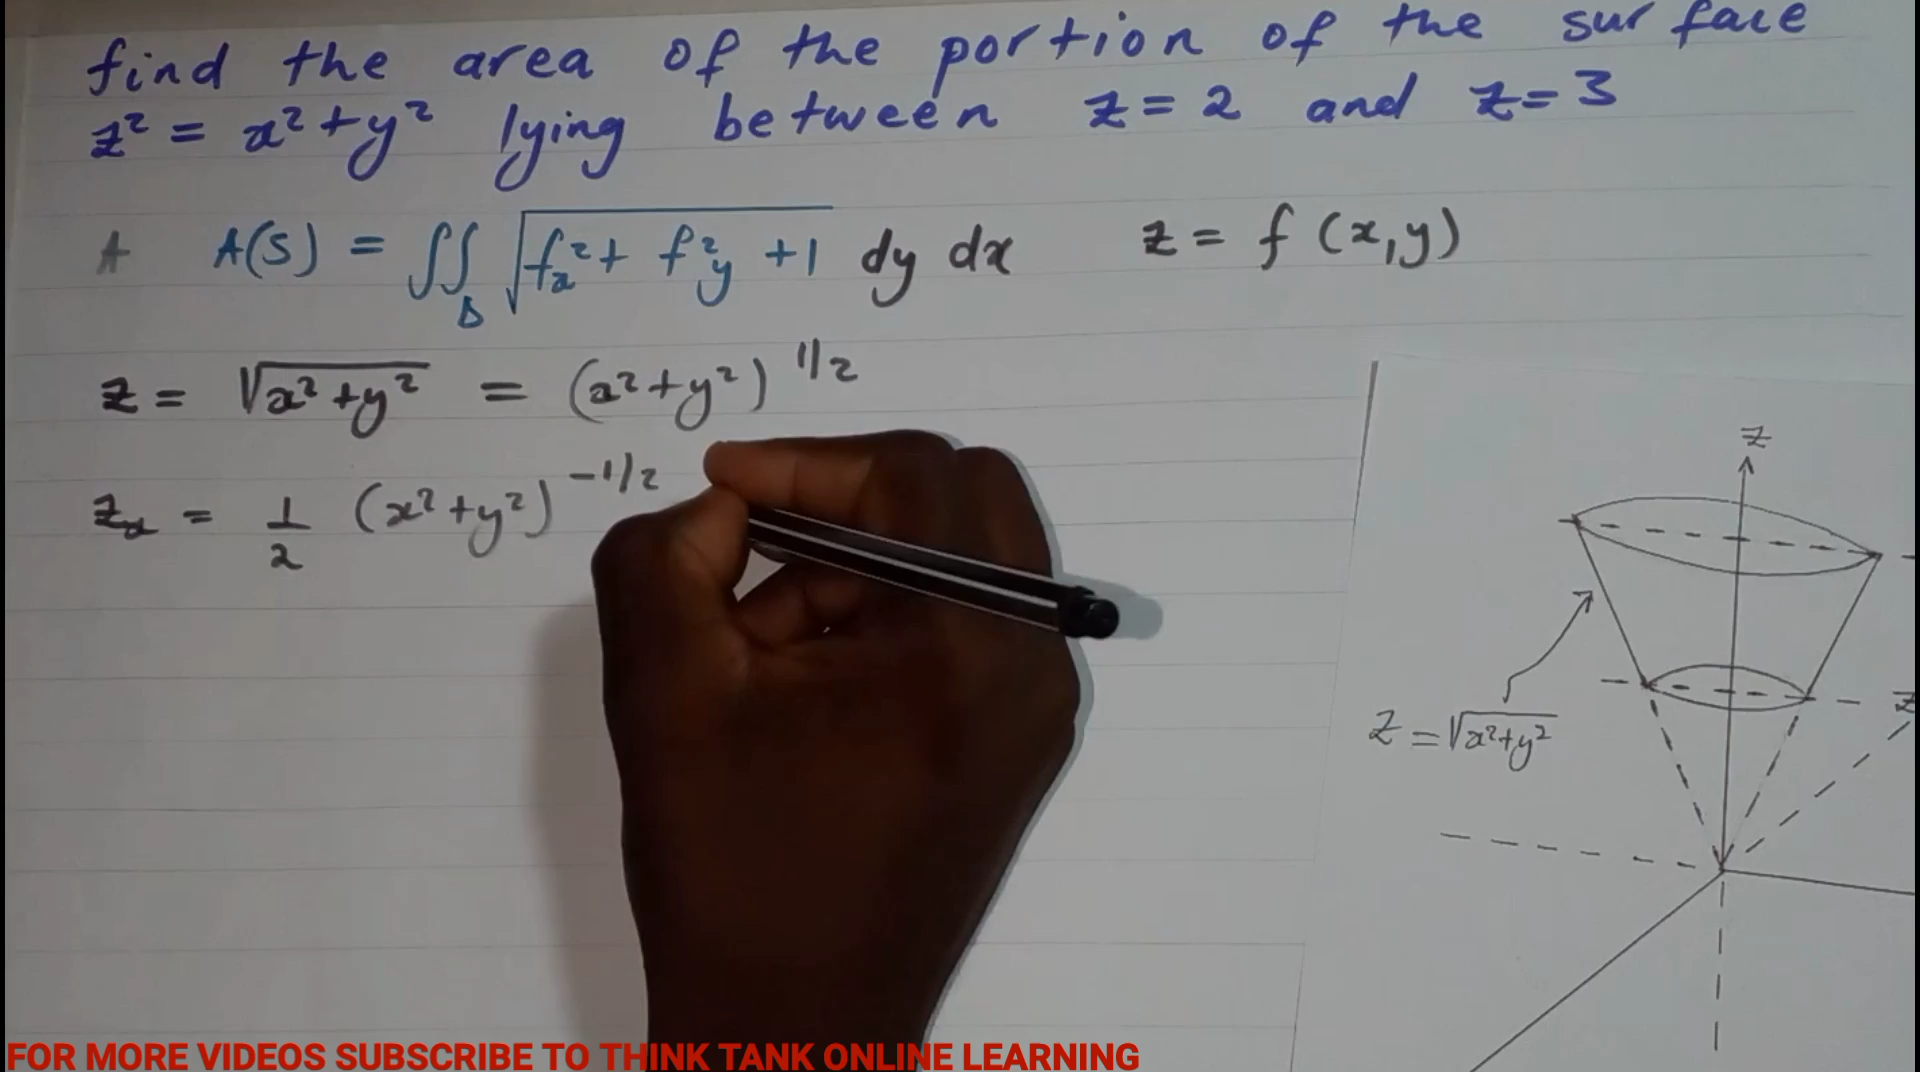 find the area of the portion of the surface
z² = x² + y² lying between z = 2 and z = 3
A A(S) = ∬_D √(f_x² + f²_y + 1) dy dx z = f (x,y)
z = √(x² + y²) = (x² + y²)^1/2
z_x = 1/2 (x² + y²)^-1/2
z
z
z = √(x²+y²)
FOR MORE VIDEOS SUBSCRIBE TO THINK TANK ONLINE LEARNING